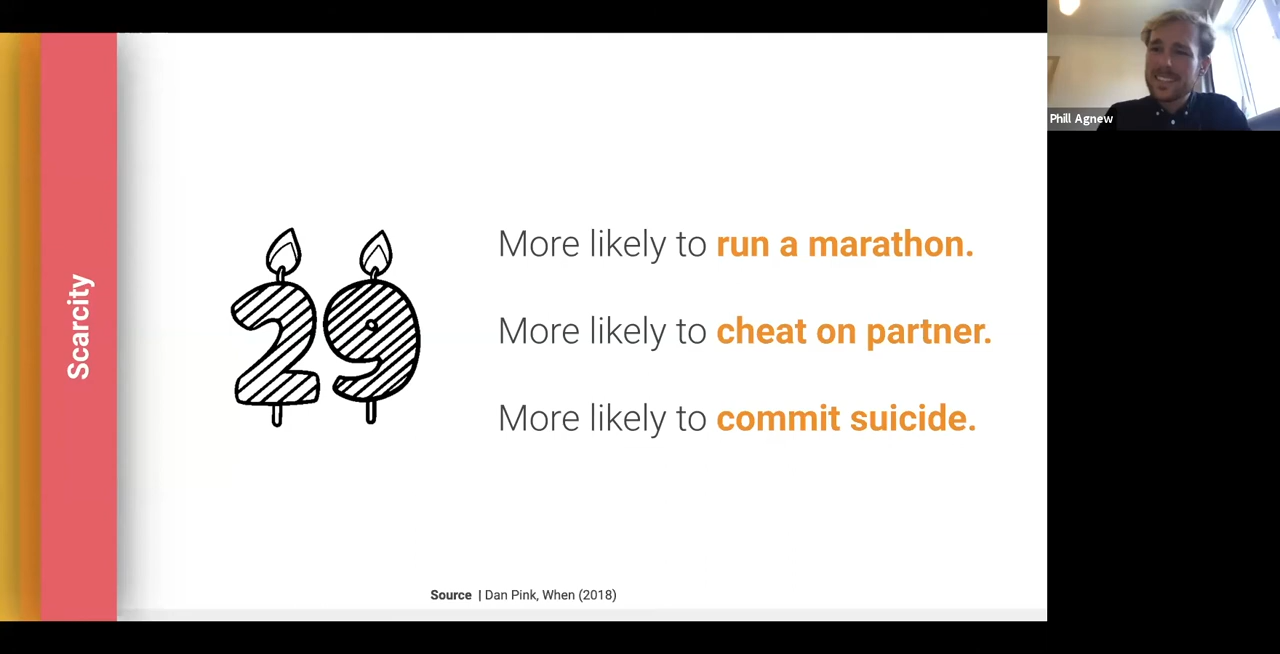 Scarcity
29
More likely to run a marathon.
More likely to cheat on partner.
More likely to commit suicide.
Source | Dan Pink, When (2018)
Phill Agnew